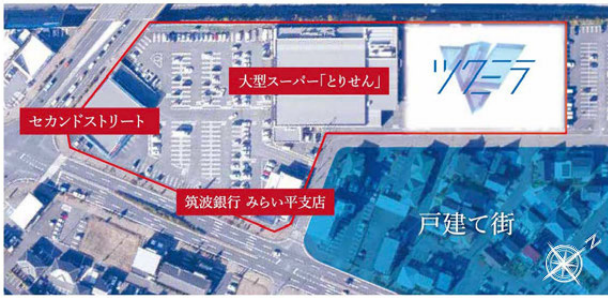 大型スーパー「とりせん」
ツクミラ
セカンドストリート
筑波銀行 みらい平支店
戸建て街
N